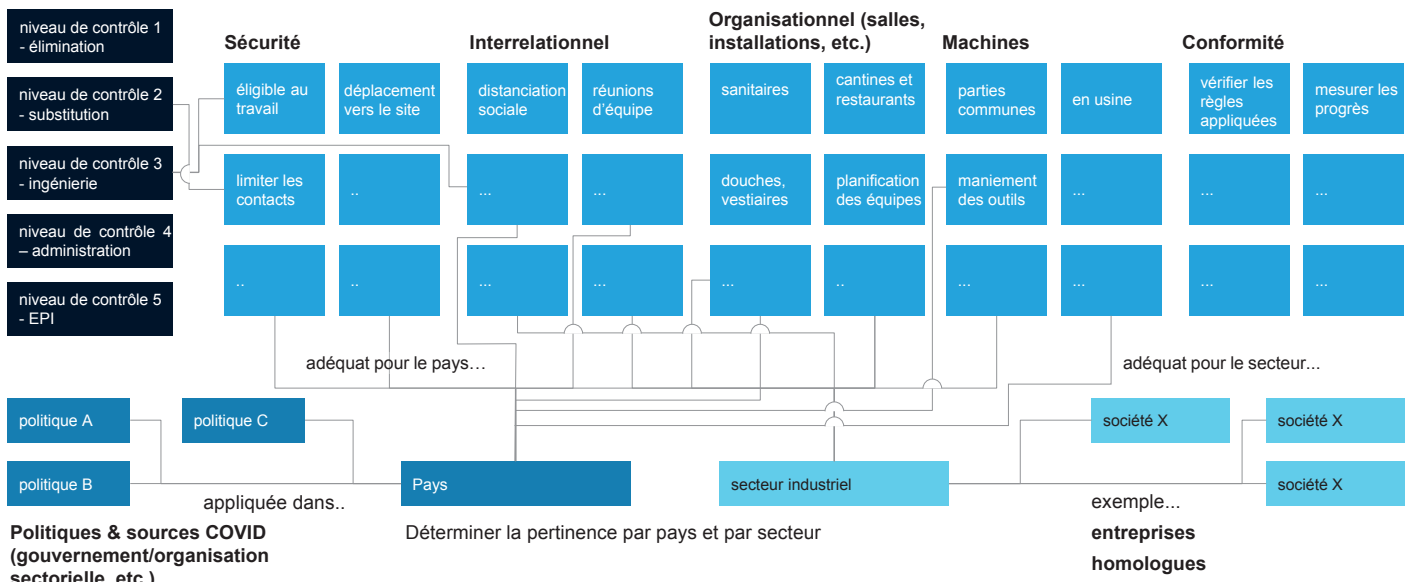 niveau de contrôle 1
- élimination
niveau de contrôle 2
- substitution
niveau de contrôle 3
- ingénierie
niveau de contrôle 4
– administration
niveau de contrôle 5
- EPI
Sécurité
Interrelationnel
Organisationnel (salles,
installations, etc.)
Machines
Conformité
éligible au
travail
déplacement
vers le site
distanciation
sociale
réunions
d’équipe
sanitaires
cantines et
restaurants
parties
communes
en usine
vérifier les
règles
appliquées
mesurer les
progrès
limiter les
contacts
..
...
...
douches,
vestiaires
planification
des équipes
maniement
des outils
...
...
...
..
..
...
...
...
...
...
...
...
...
adéquat pour le pays…
adéquat pour le secteur...
politique A
politique C
société X
société X
politique B
Pays
secteur industriel
société X
appliquée dans..
exemple...
Politiques & sources COVID
(gouvernement/organisation
sectorielle, etc.)
Déterminer la pertinence par pays et par secteur
entreprises
homologues